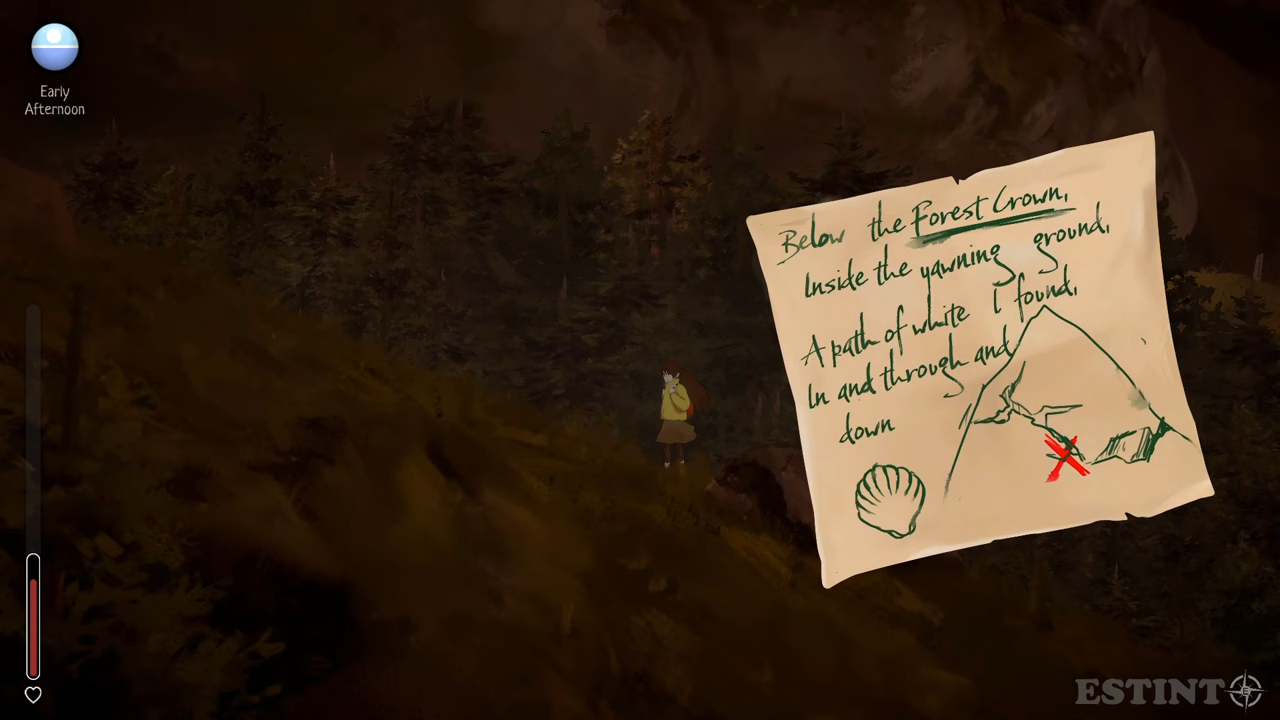 Early
Afternoon
Below the Forest Crown,
Inside the yawning ground,
A path of white I found,
In and through and
down
ESTINT